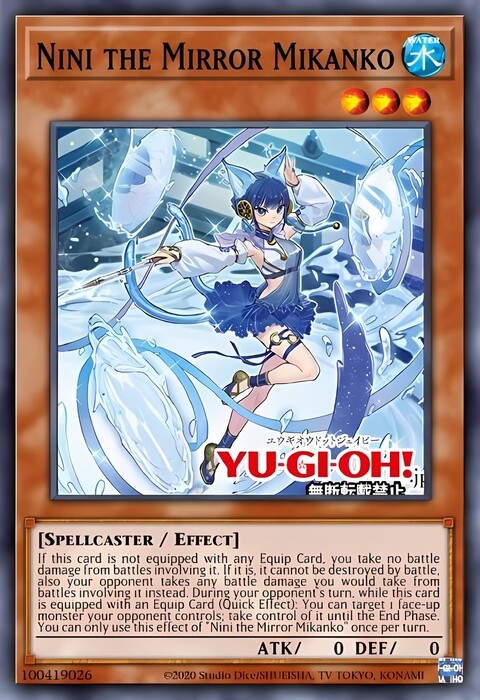 NINI THE MIRROR MIKANKO
WATER
水
ユウギオウドットジェイピー
YU-GI-OH!
無断転載禁止
[SPELLCASTER / EFFECT]
If this card is not equipped with any Equip Card, you take no battle
damage from battles involving it. If it is, it cannot be destroyed by battle,
also your opponent takes any battle damage you would take from
battles involving it instead. During your opponent's turn, while this card
is equipped with an Equip Card (Quick Effect): You can target 1 face-up
monster your opponent controls; take control of it until the End Phase.
You can only use this effect of "Nini the Mirror Mikanko" once per turn.
ATK/ 0 DEF/ 0
100419026
©2020 Studio Dice/SHUEISHA, TV TOKYO, KONAMI